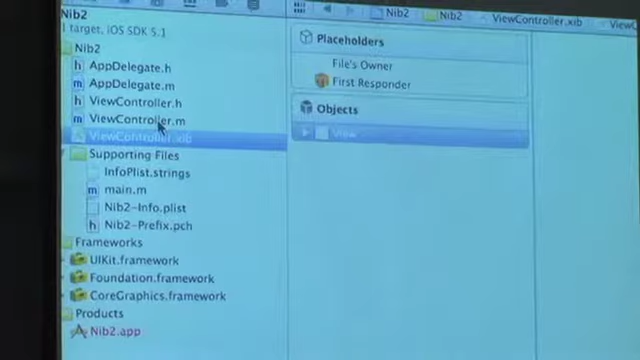 Nib2
1 target, iOS SDK 5.1
Nib2
Nib2
ViewController.xib
ViewCon
Nib2
h AppDelegate.h
m AppDelegate.m
h ViewController.h
m ViewController.m
ViewController.xib
Supporting Files
InfoPlist.strings
m main.m
Nib2-Info.plist
h Nib2-Prefix.pch
Frameworks
UIKit.framework
Foundation.framework
CoreGraphics.framework
Products
Nib2.app
Placeholders
File's Owner
First Responder
Objects
View